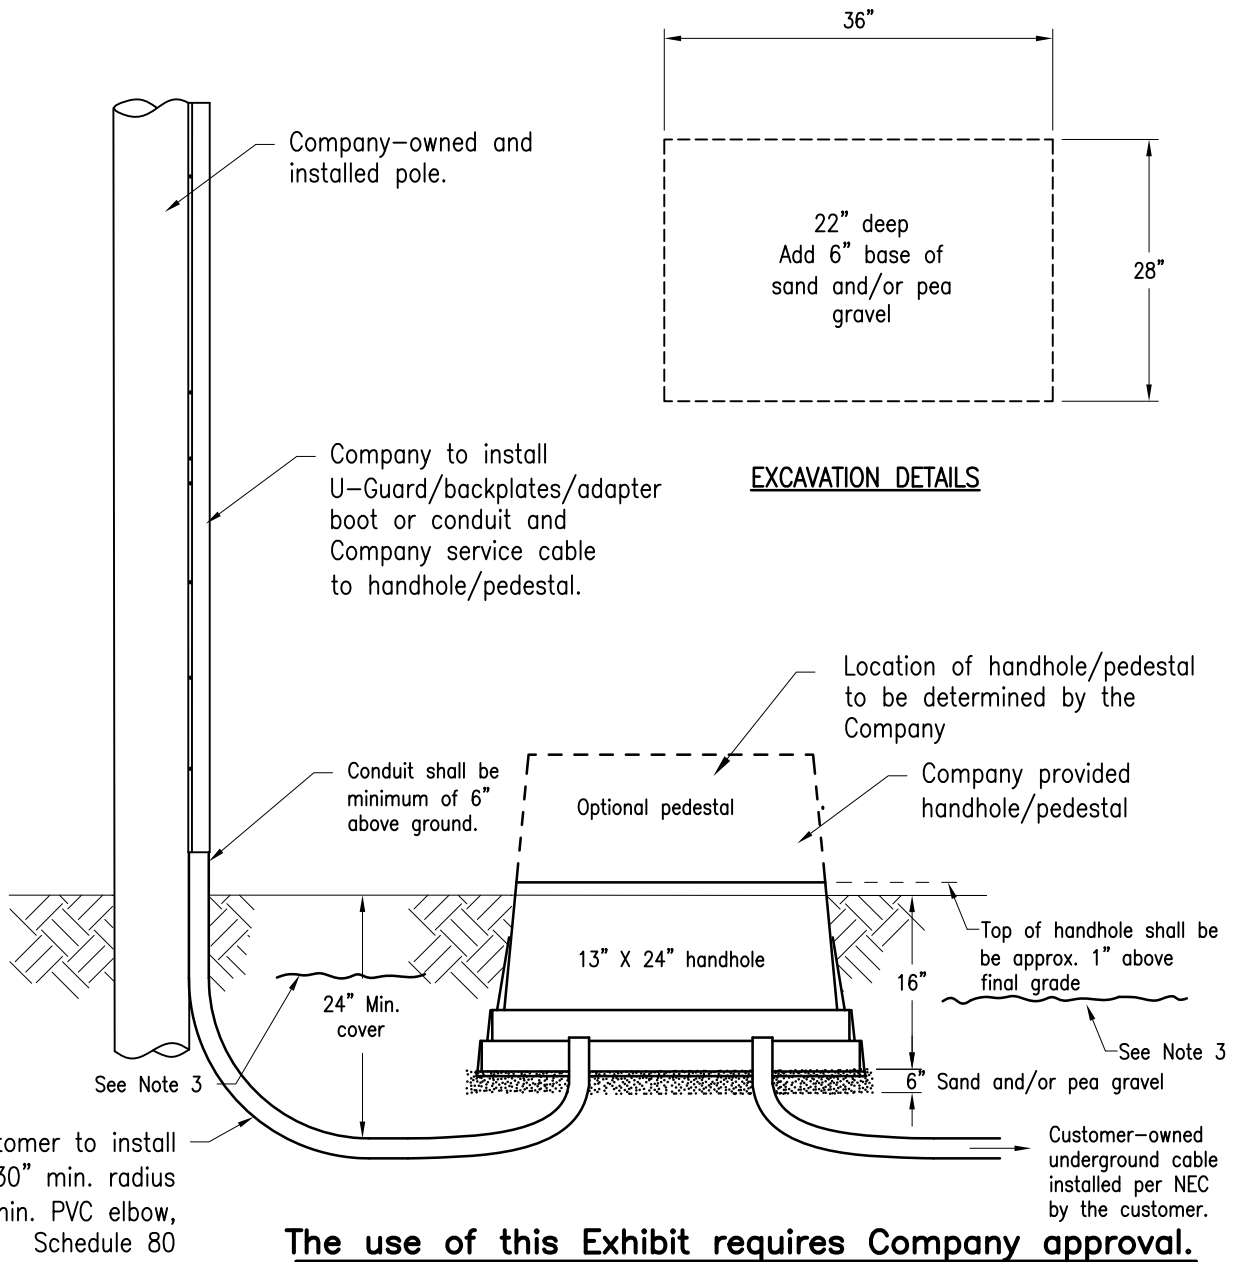 36"
Company-owned and
installed pole.
22" deep
Add 6" base of
sand and/or pea
gravel
28"
EXCAVATION DETAILS
Company to install
U-Guard/backplates/adapter
boot or conduit and
Company service cable
to handhole/pedestal.
Location of handhole/pedestal
to be determined by the
Company
Conduit shall be
minimum of 6"
above ground.
Optional pedestal
Company provided
handhole/pedestal
13" X 24" handhole
16"
Top of handhole shall be
be approx. 1" above
final grade
24" Min.
cover
See Note 3
See Note 3
6" Sand and/or pea gravel
to install
30" min. radius
PVC elbow,
Schedule 80
Customer-owned
underground cable
installed per NEC
by the customer.
The use of this Exhibit requires Company approval.